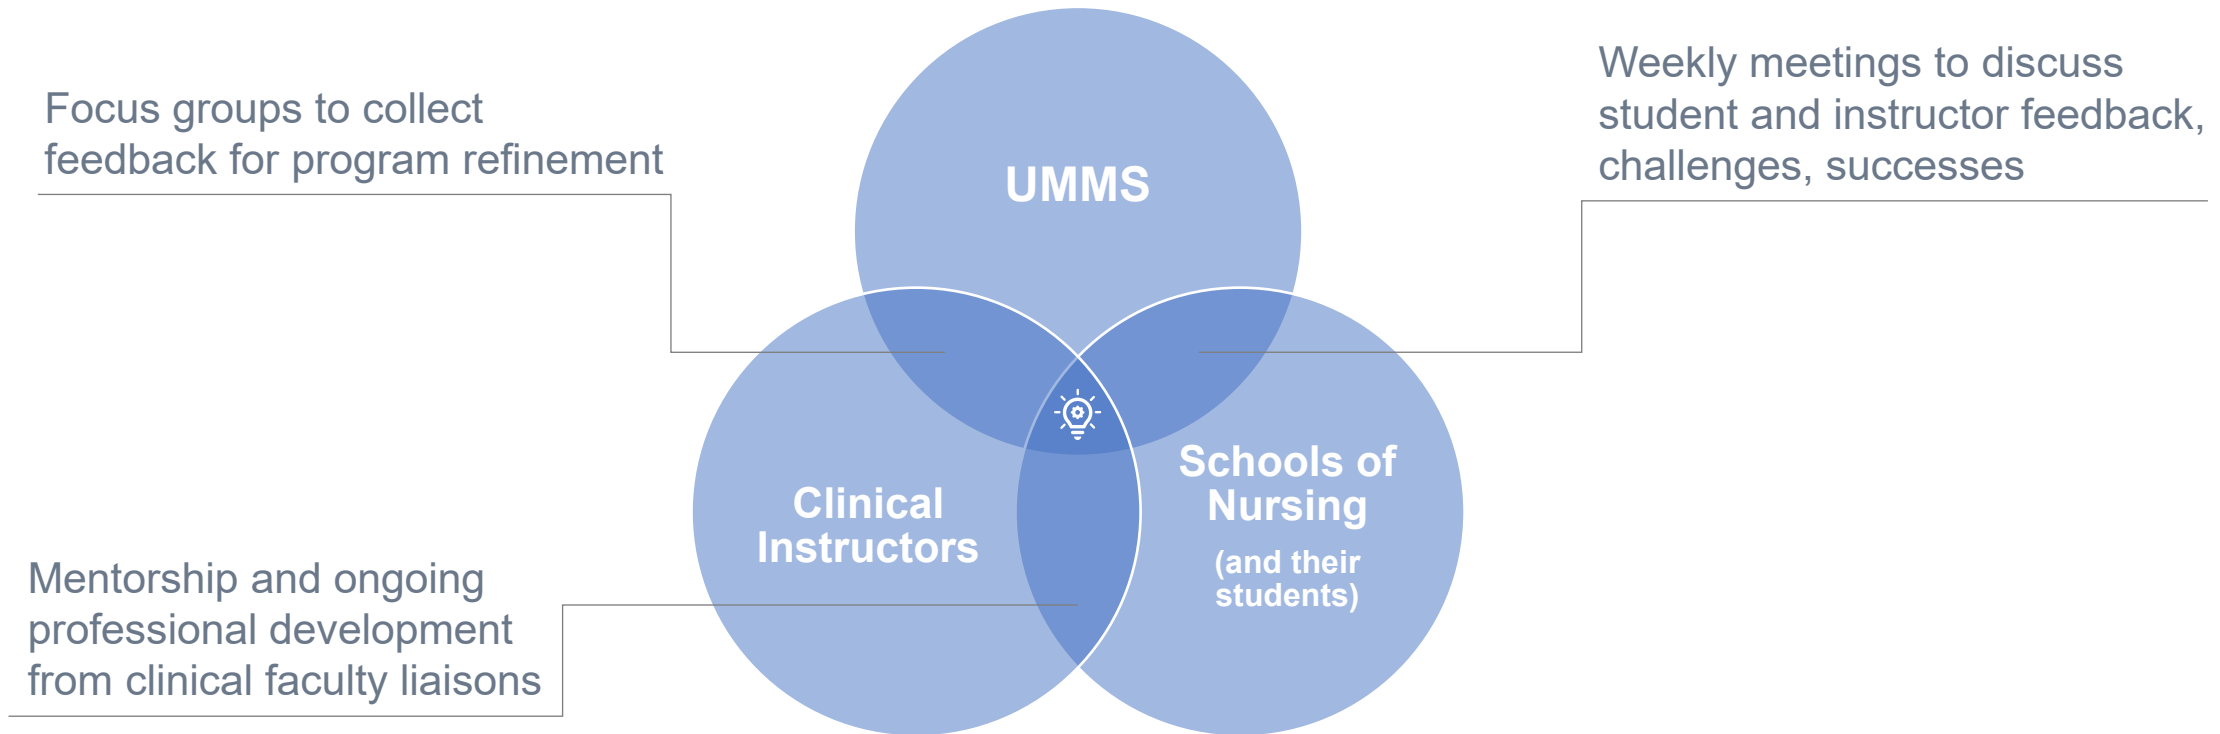 Focus groups to collect
feedback for program refinement
Weekly meetings to discuss
student and instructor feedback,
challenges, successes
UMMS
Clinical
Instructors
Schools of
Nursing
(and their
students)
Mentorship and ongoing
professional development
from clinical faculty liaisons